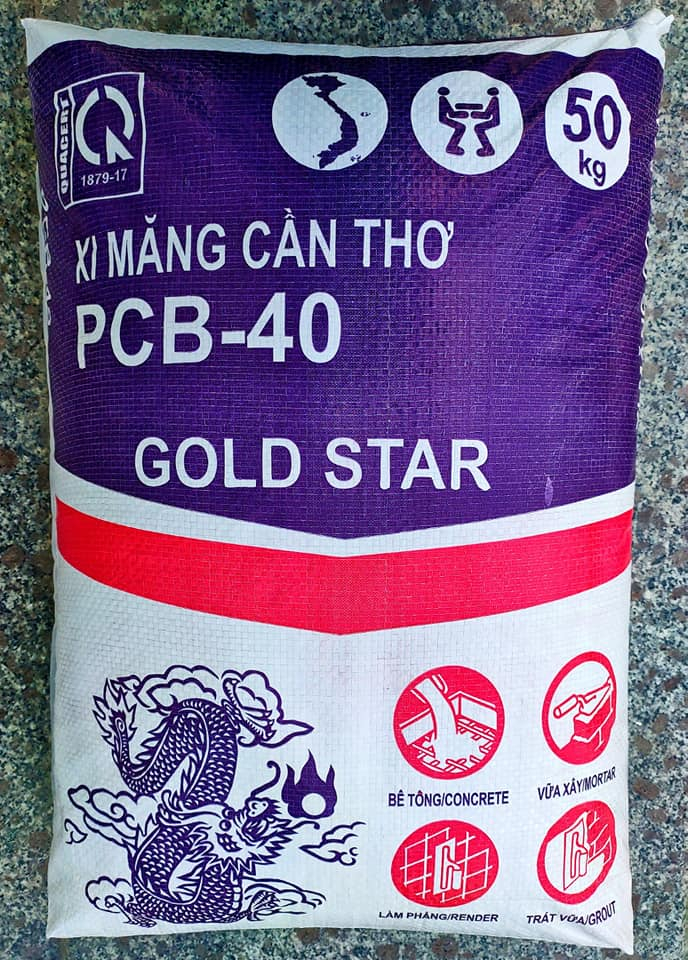 QUACERT
1879-17
50
kg
XI MĂNG CẦN THƠ
PCB-40
GOLD STAR
BÊ TÔNG/CONCRETE
VỮA XÂY/MORTAR
LÀM PHẲNG/RENDER
TRÁT VỮA/GROUT